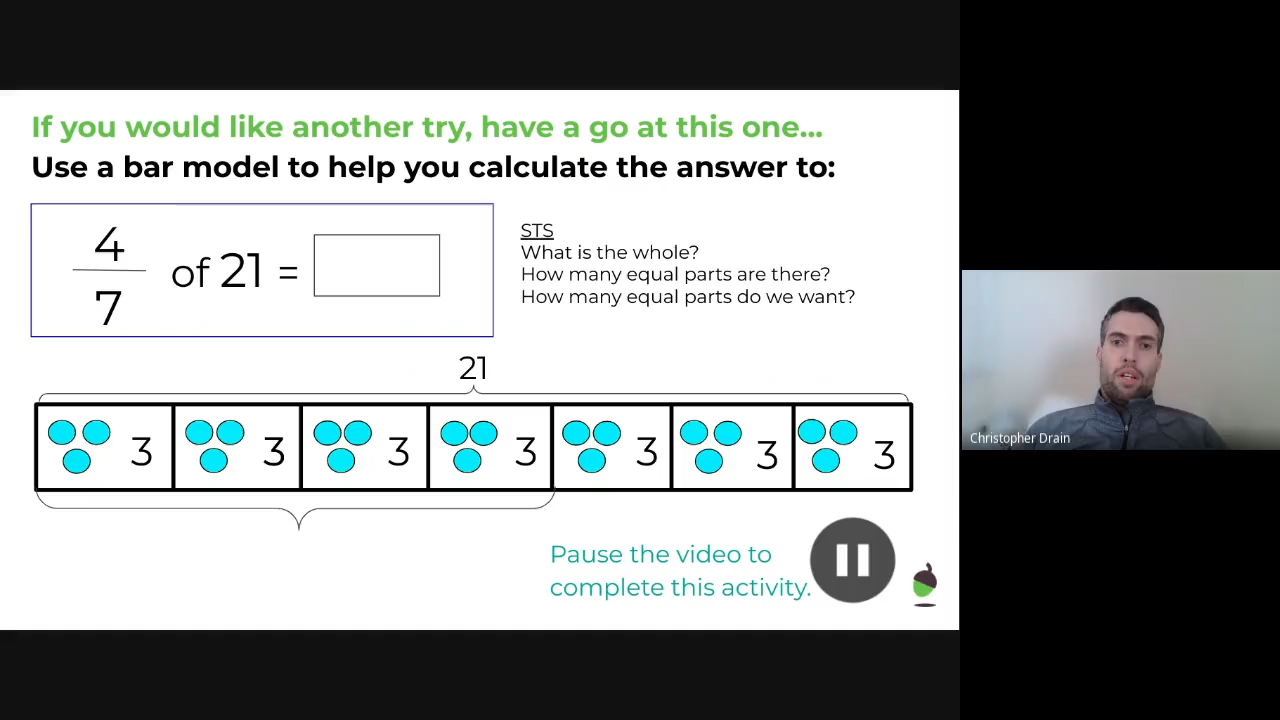 If you would like another try, have a go at this one...
Use a bar model to help you calculate the answer to:
4
7
of 21 =
STS
What is the whole?
How many equal parts are there?
How many equal parts do we want?
21
3 3 3 3 3 3 3
Pause the video to
complete this activity.
Christopher Drain